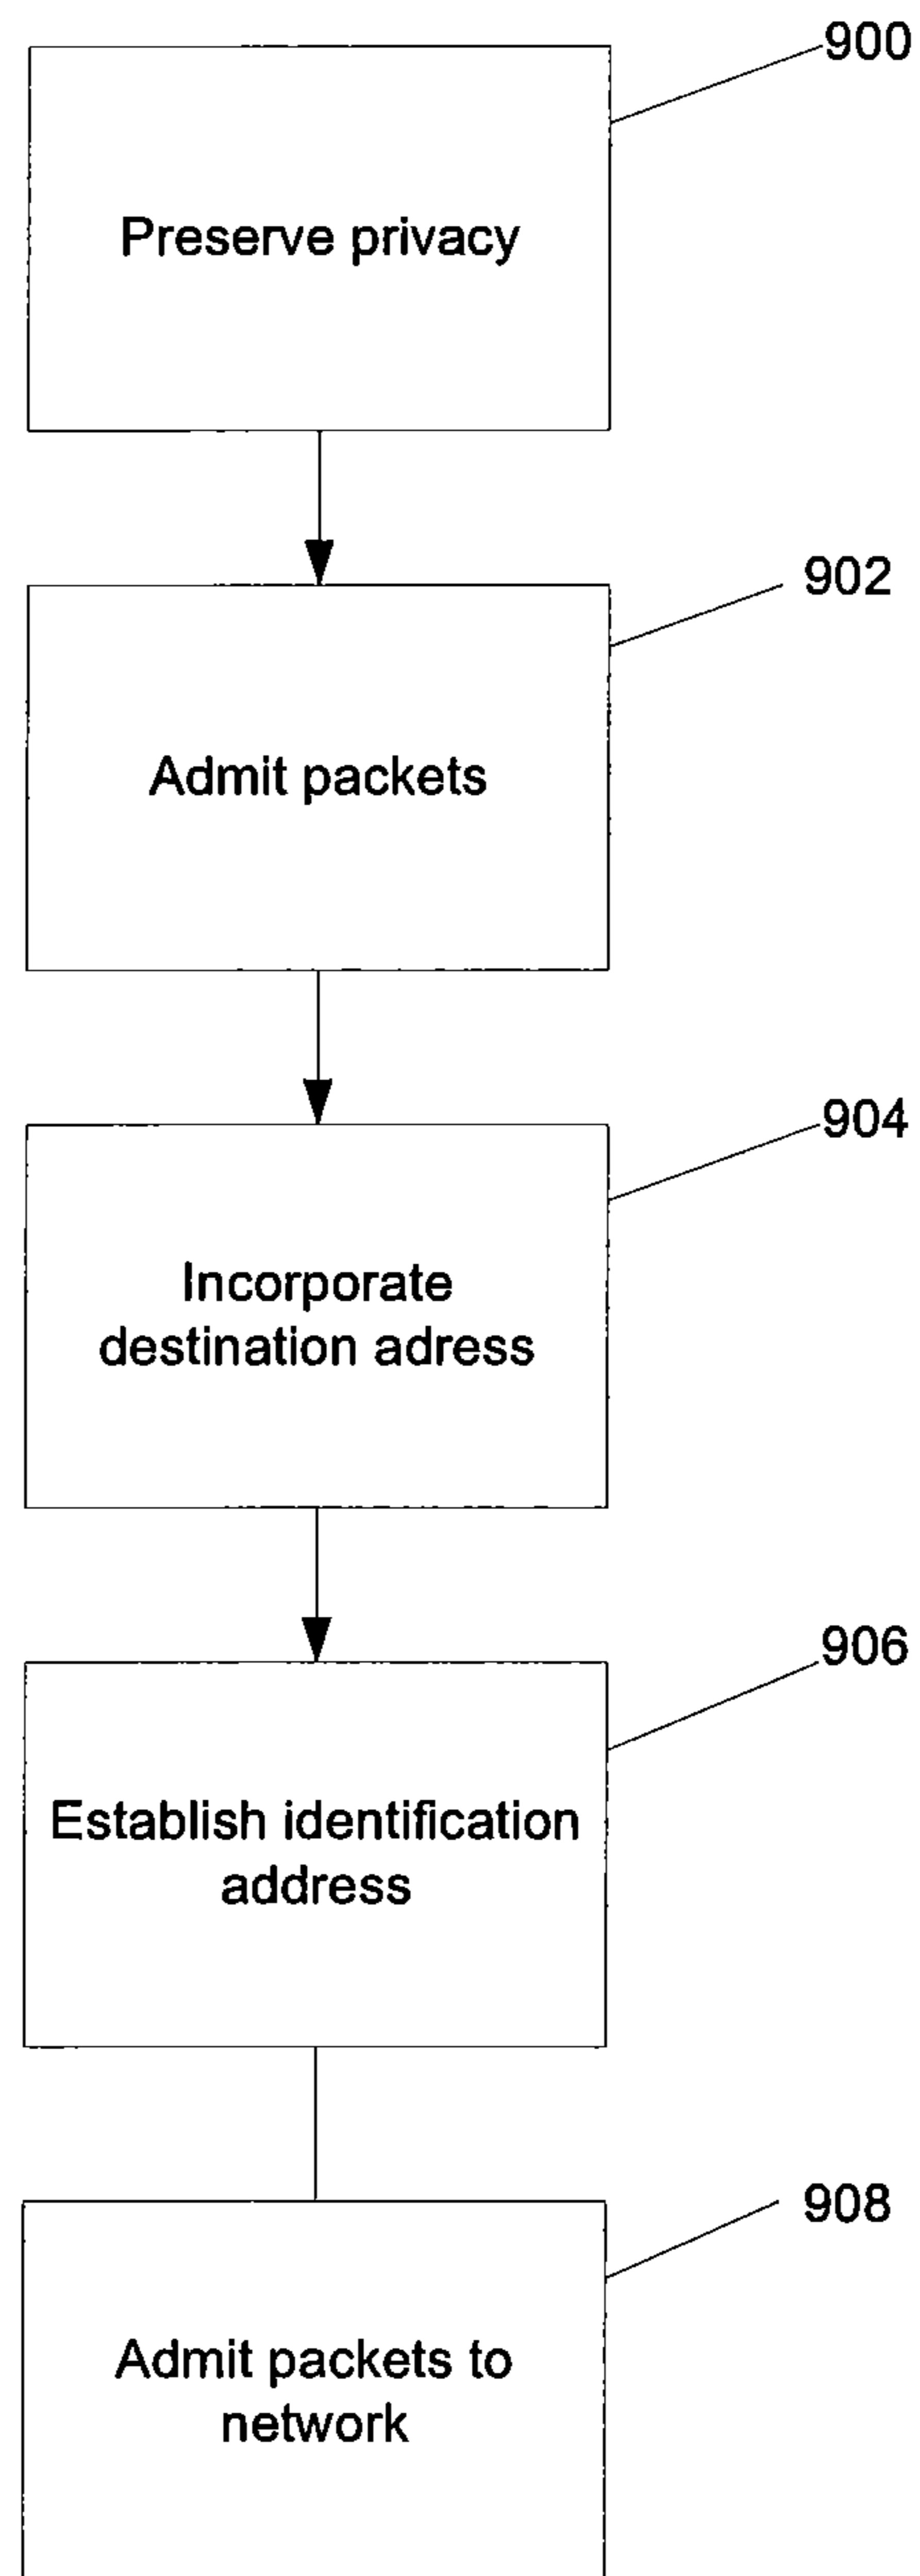 900
Preserve privacy
902
Admit packets
904
Incorporate
destination adress
906
Establish identification
address
908
Admit packets to
network